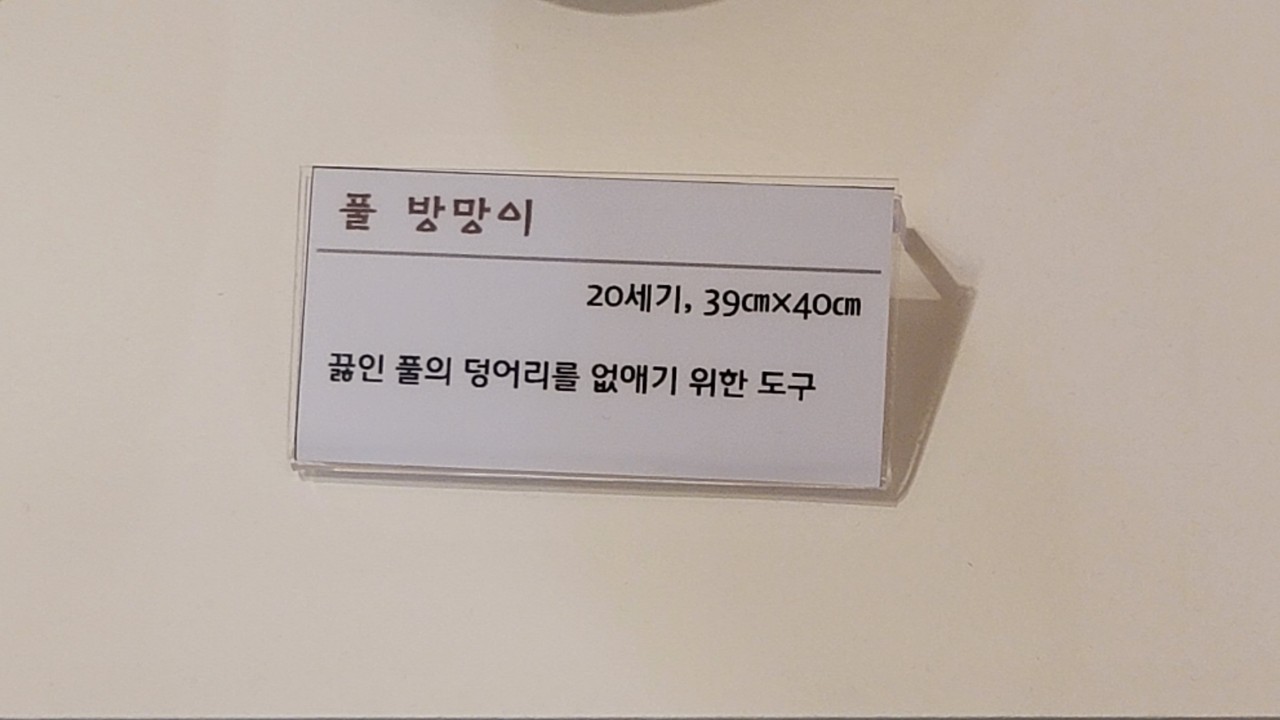 풀 방망이
20세기, 39㎝×40㎝
끓인 풀의 덩어리를 없애기 위한 도구